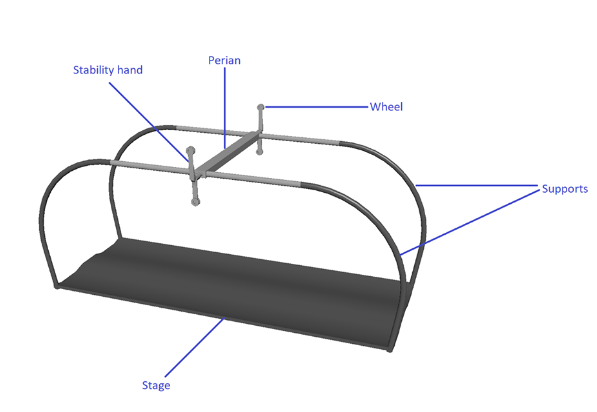 Perian
Stability hand
Wheel
Supports
Stage